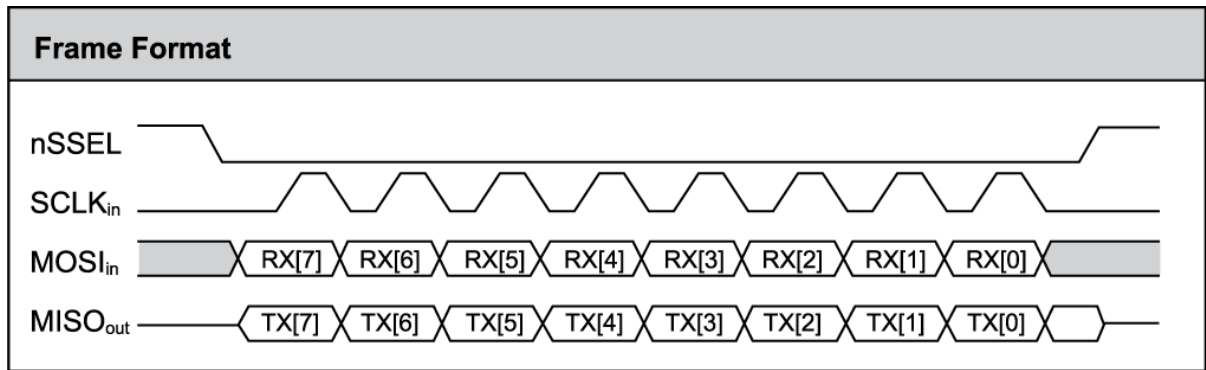 Frame Format
nSSEL
SCLKin
MOSIin RX[7] RX[6] RX[5] RX[4] RX[3] RX[2] RX[1] RX[0]
MISOout TX[7] TX[6] TX[5] TX[4] TX[3] TX[2] TX[1] TX[0]